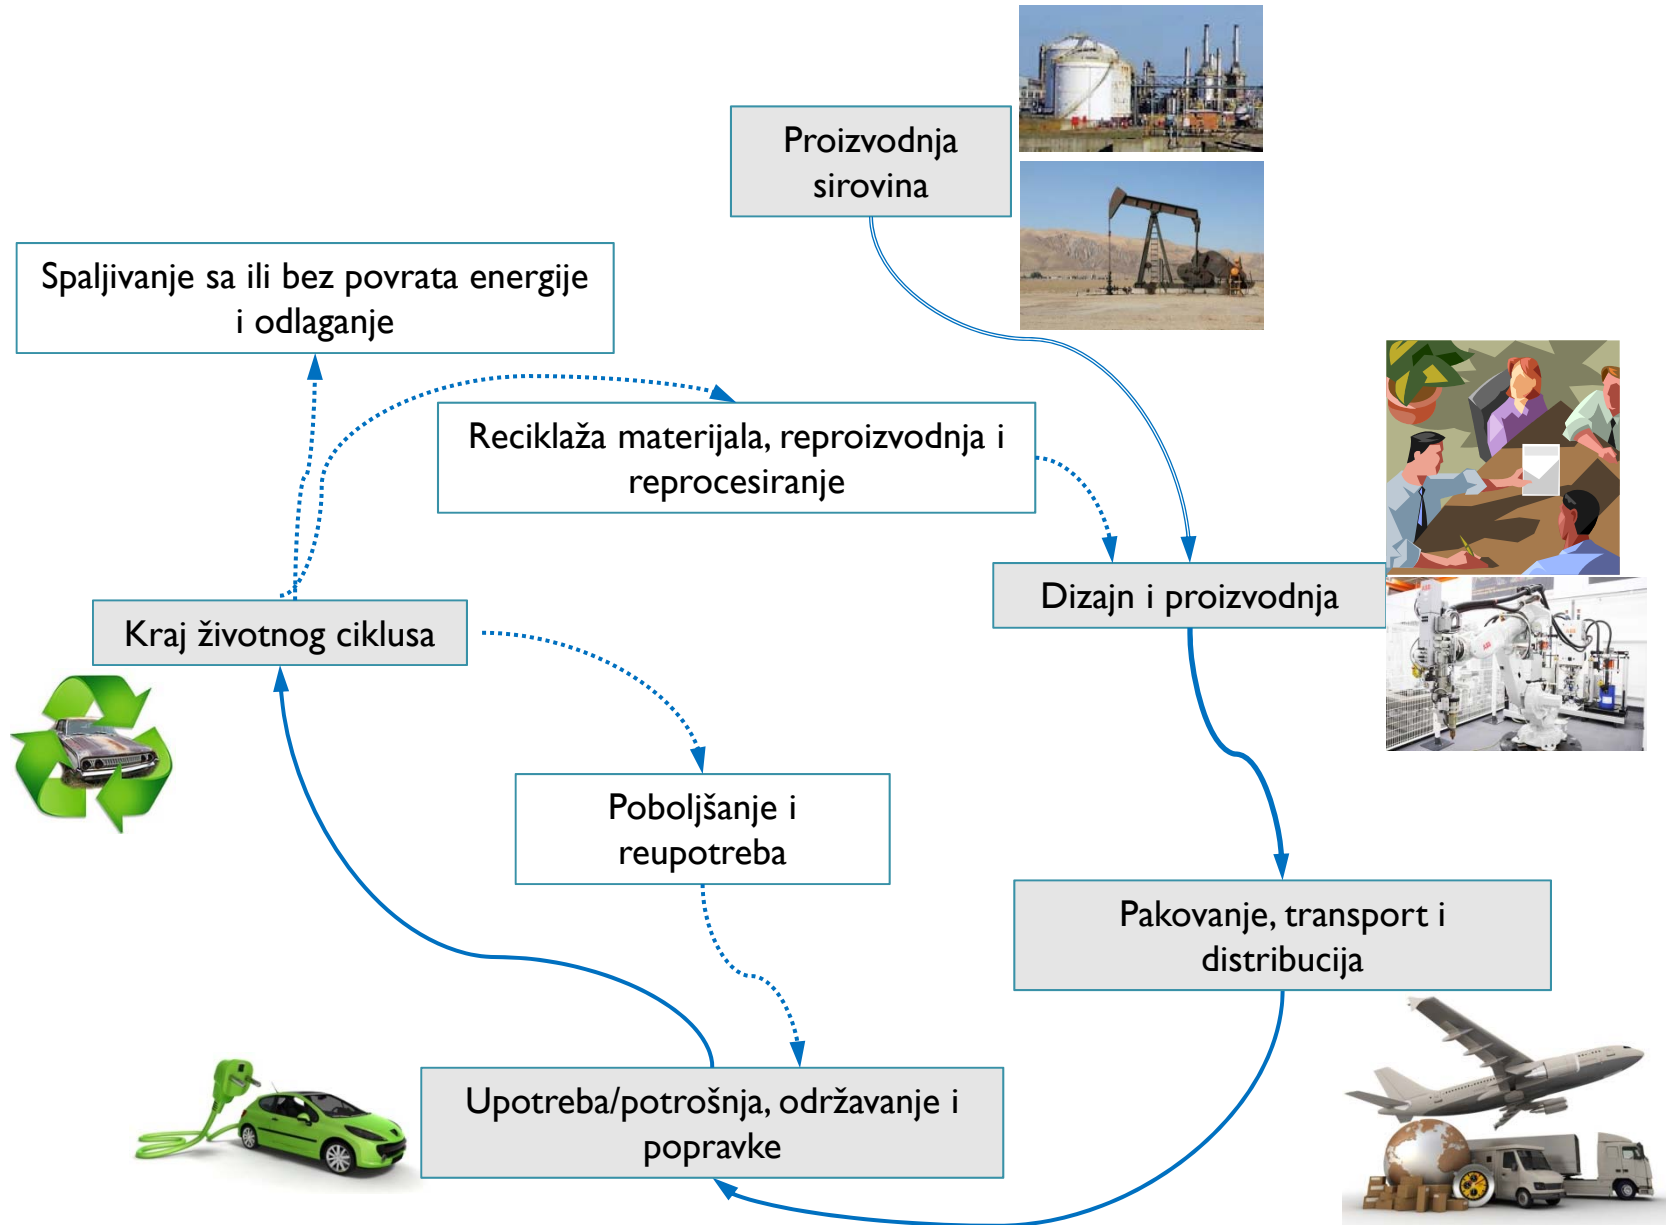 Proizvodnja
sirovina
Spaljivanje sa ili bez povrata energije
i odlaganje
Reciklaža materijala, reproizvodnja i
reprocesiranje
Dizajn i proizvodnja
Kraj životnog ciklusa
Poboljšanje i
reupotreba
Pakovanje, transport i
distribucija
Upotreba/potrošnja, održavanje i
popravke